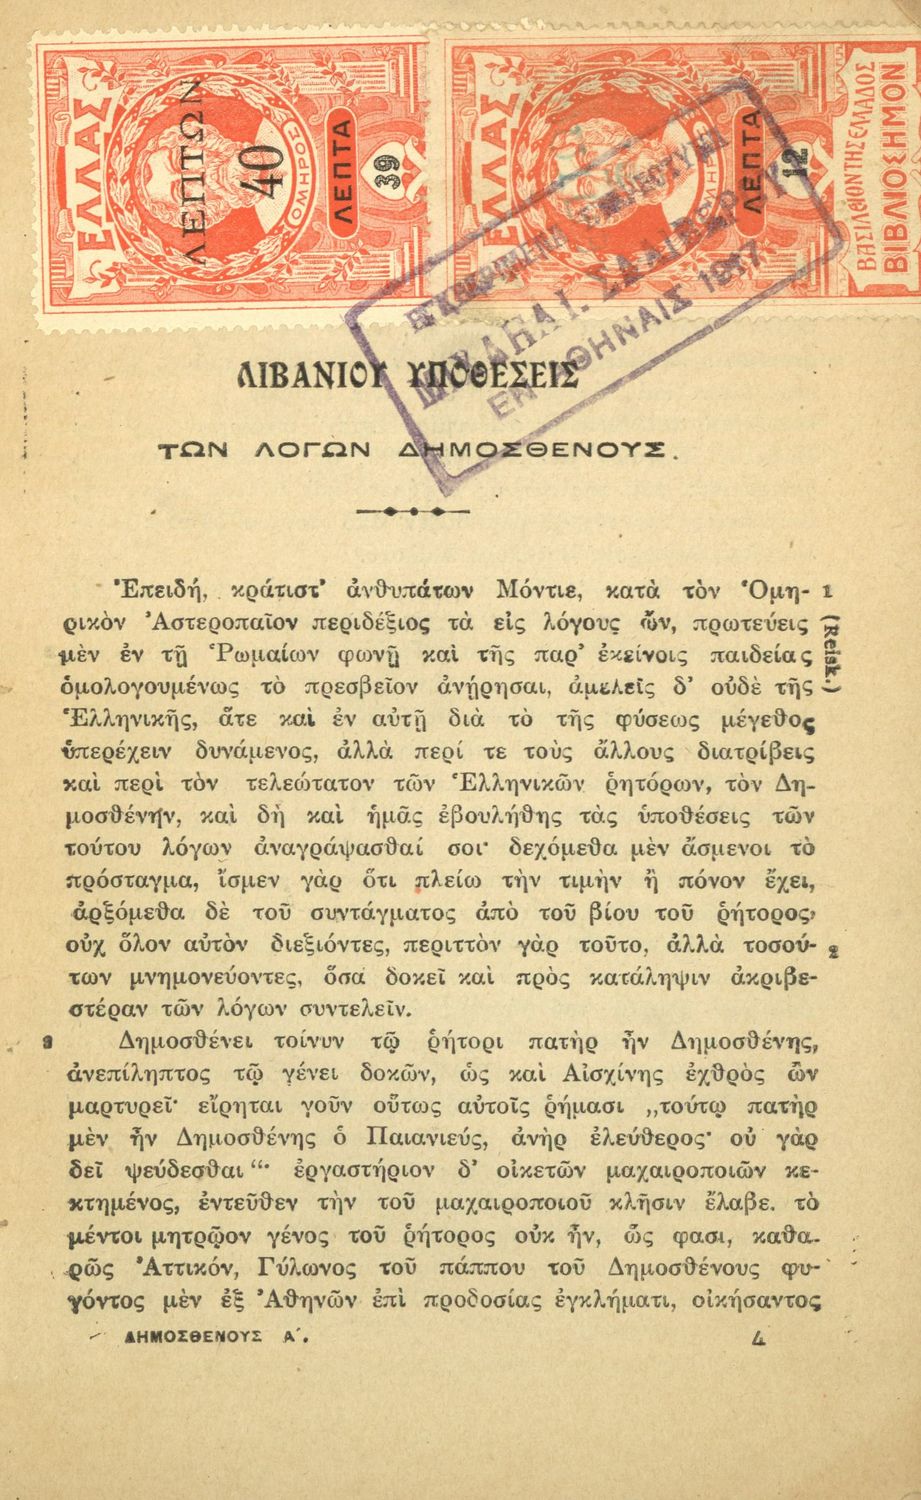 ΕΛΛΑΣ
ΛΕΠΤΩΝ
40
ΟΜΗΡΟΣ
ΛΕΠΤΑ
39
ΕΛΛΑΣ
ΛΕΠΤΑ
12
ΒΑΣΙΛΕΙΟΝ ΤΗΣ ΕΛΛΑΔΟΣ
ΒΙΒΛΙΟΣΗΜΟΝ
ΜΙΧΑΗΛ Ι. ΣΑΛΙΒΕΡΟΥ
ΕΝ ΑΘΗΝΑΙΣ 1917
ΛΙΒΑΝΙΟΥ ΥΠΟΘΕΣΕΙΣ
ΤΩΝ ΛΟΓΩΝ ΔΗΜΟΣΘΕΝΟΥΣ.
Ἐπειδή, κράτιστ' ἀνθυπάτων Μόντιε, κατὰ τὸν Ὁμη- 1
ρικὸν Ἀστεροπαῖον περιδέξιος τὰ εἰς λόγους ὤν, πρωτεύεις (Reisk.)
μὲν ἐν τῇ Ῥωμαίων φωνῇ καὶ τῆς παρ' ἐκείνοις παιδείας
ὁμολογουμένως τὸ πρεσβεῖον ἀνῄρησαι, ἀμελεῖς δ' οὐδὲ τῆς
Ἑλληνικῆς, ἅτε καὶ ἐν αὐτῇ διὰ τὸ τῆς φύσεως μέγεθος
ὑπερέχειν δυνάμενος, ἀλλὰ περί τε τοὺς ἄλλους διατρίβεις
καὶ περὶ τὸν τελεώτατον τῶν Ἑλληνικῶν ῥητόρων, τὸν Δη-
μοσθένην, καὶ δὴ καὶ ἡμᾶς ἐβουλήθης τὰς ὑποθέσεις τῶν
τούτου λόγων ἀναγράψασθαί σοι· δεχόμεθα μὲν ἄσμενοι τὸ
πρόσταγμα, ἴσμεν γὰρ ὅτι πλείω τὴν τιμὴν ἢ πόνον ἔχει,
ἀρξόμεθα δὲ τοῦ συντάγματος ἀπὸ τοῦ βίου τοῦ ῥήτορος,
οὐχ ὅλον αὐτὸν διεξιόντες, περιττὸν γὰρ τοῦτο, ἀλλὰ τοσού- 2
των μνημονεύοντες, ὅσα δοκεῖ καὶ πρὸς κατάληψιν ἀκριβε-
στέραν τῶν λόγων συντελεῖν.
3 Δημοσθένει τοίνυν τῷ ῥήτορι πατὴρ ἦν Δημοσθένης,
ἀνεπίληπτος τῷ γένει δοκῶν, ὡς καὶ Αἰσχίνης ἐχθρὸς ὢν
μαρτυρεῖ· εἴρηται γοῦν οὕτως αὐτοῖς ῥήμασι „τούτῳ πατὴρ
μὲν ἦν Δημοσθένης ὁ Παιανιεύς, ἀνὴρ ἐλεύθερος· οὐ γὰρ
δεῖ ψεύδεσθαι“· ἐργαστήριον δ' οἰκετῶν μαχαιροποιῶν κε-
κτημένος, ἐντεῦθεν τὴν τοῦ μαχαιροποιοῦ κλῆσιν ἔλαβε. τὸ
μέντοι μητρῷον γένος τοῦ ῥήτορος οὐκ ἦν, ὥς φασι, καθα-
ρῶς Ἀττικόν, Γύλωνος τοῦ πάππου τοῦ Δημοσθένους φυ-
γόντος μὲν ἐξ Ἀθηνῶν ἐπὶ προδοσίας ἐγκλήματι, οἰκήσαντος
ΔΗΜΟΣΘΕΝΟΥΣ Α΄. 4